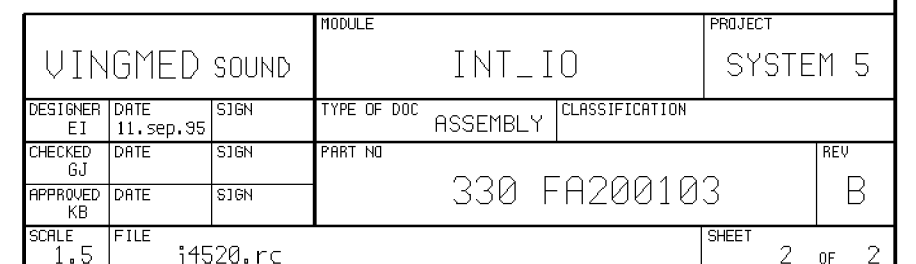 VINGMED SOUND
MODULE
INT_IO
PROJECT
SYSTEM 5
DESIGNER
EI
DATE
11.sep.95
SIGN
TYPE OF DOC
ASSEMBLY
CLASSIFICATION
CHECKED
GJ
DATE
SIGN
PART NO
330 FA200103
REV
B
APPROVED
KB
DATE
SIGN
SCALE
1.5
FILE
i4520.rc
SHEET
2 OF 2